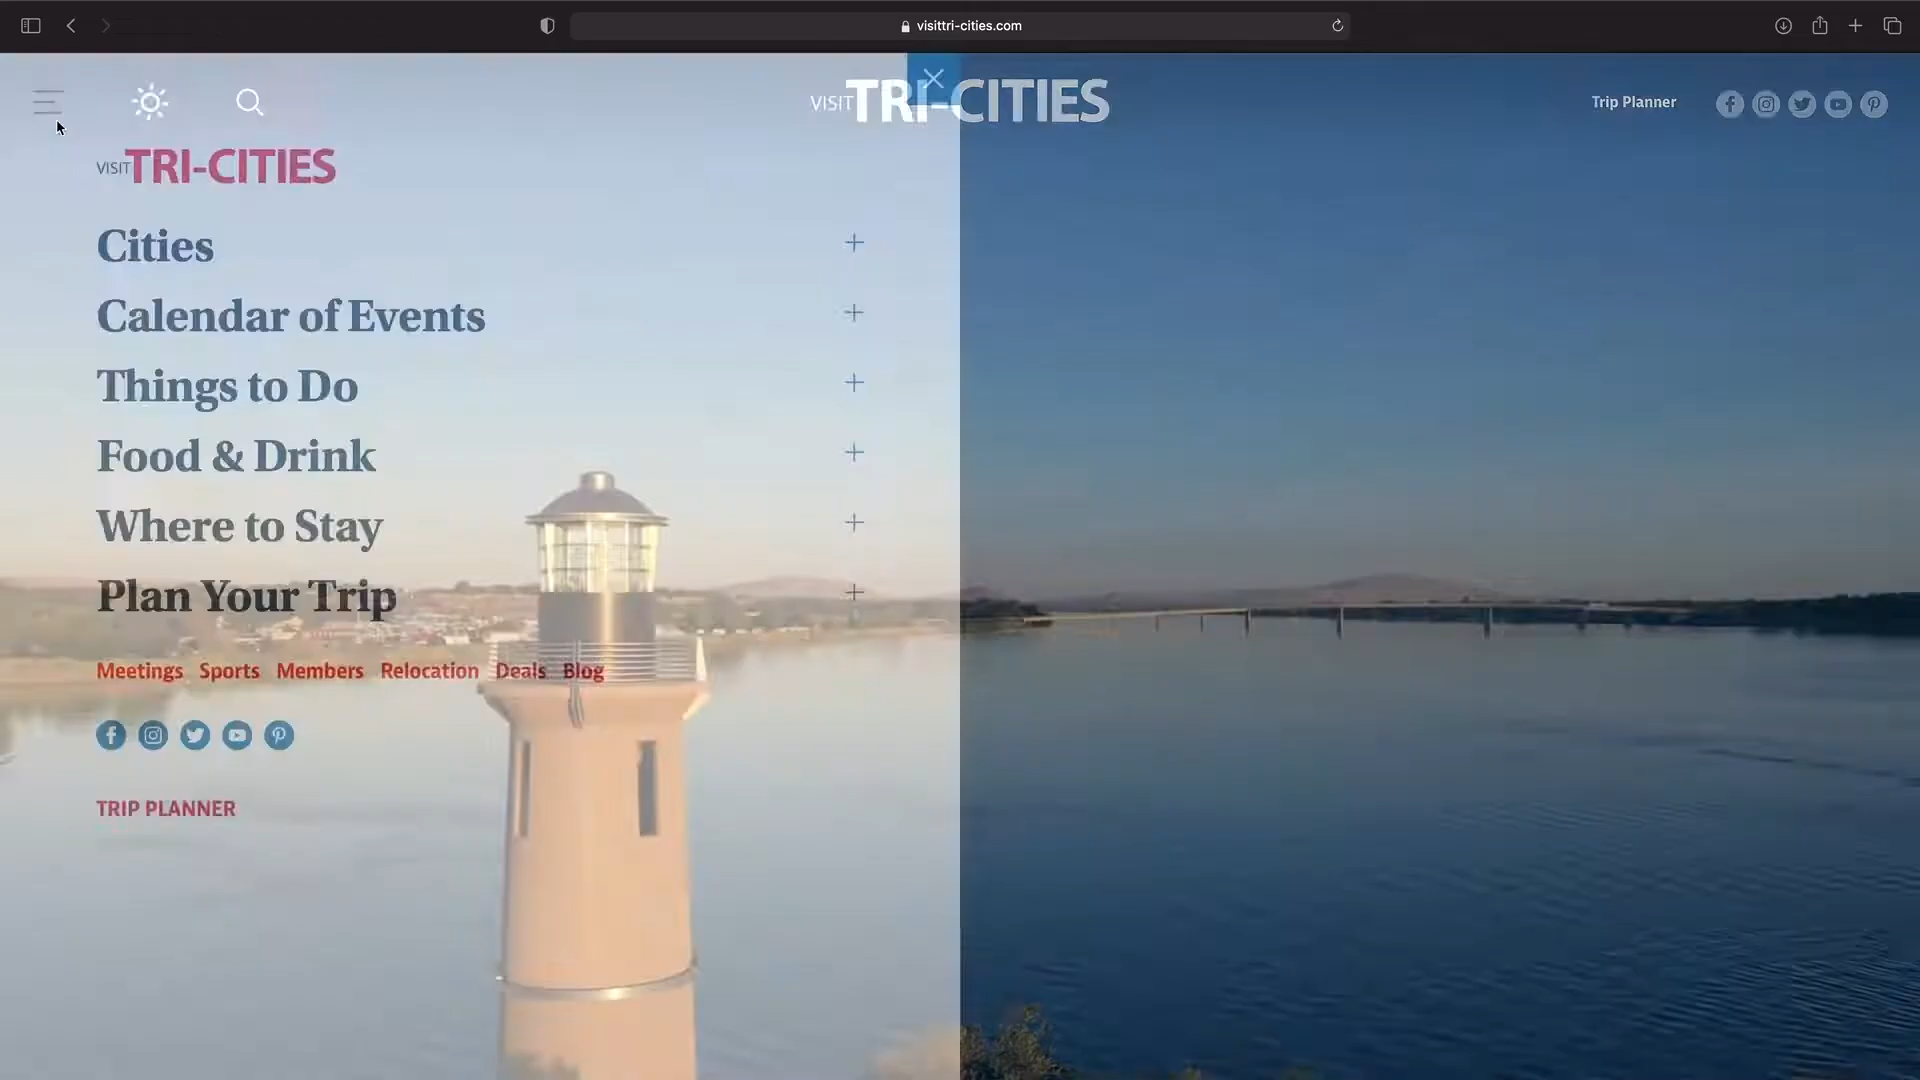 visittri-cities.com
VISIT TRI-CITIES
Trip Planner
VISIT TRI-CITIES
Cities
Calendar of Events
Things to Do
Food & Drink
Where to Stay
Plan Your Trip
Meetings Sports Members Relocation Deals Blog
TRIP PLANNER